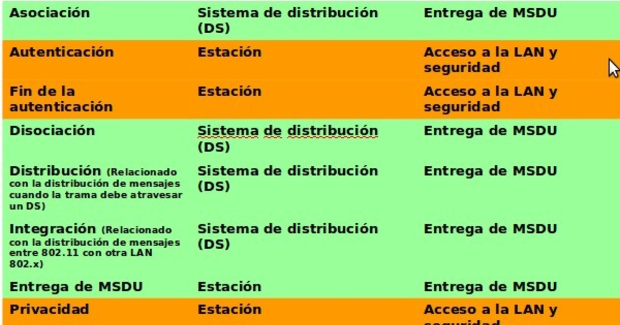 Asociación Sistema de distribución Entrega de MSDU
(DS)
Autenticación Estación Acceso a la LAN y
seguridad
Fin de la Estación Acceso a la LAN y
autenticación seguridad
Disociación Sistema de distribución Entrega de MSDU
(DS)
Distribución (Relacionado Sistema de distribución Entrega de MSDU
con la distribución de mensajes (DS)
cuando la trama debe atravesar
un DS)
Integración (Relacionado Sistema de distribución Entrega de MSDU
con la distribución de mensajes (DS)
entre 802.11 con otra LAN
802.x)
Entrega de MSDU Estación Entrega de MSDU
Privacidad Estación Acceso a la LAN y
seguridad